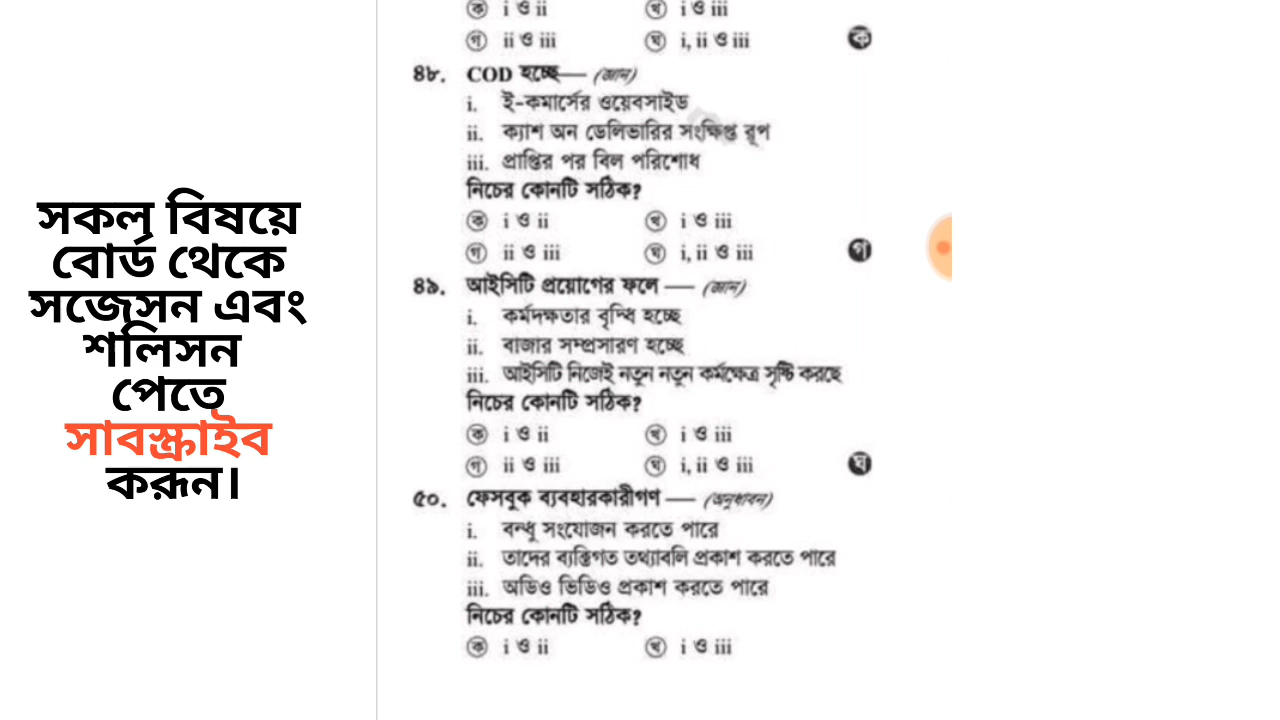 সকল বিষয়ে
বোর্ড থেকে
সজেসন এবং
শলিসন
পেতে
সাবস্ক্রাইব
করূন।
ক i ও ii খ i ও iii
গ ii ও iii ঘ i, ii ও iii ক
৪৮. COD হচ্ছে— (জ্ঞান)
i. ই-কমার্সের ওয়েবসাইড
ii. ক্যাশ অন ডেলিভারির সংক্ষিপ্ত রূপ
iii. প্রাপ্তির পর বিল পরিশোধ
নিচের কোনটি সঠিক?
ক i ও ii খ i ও iii
গ ii ও iii ঘ i, ii ও iii গ
৪৯. আইসিটি প্রয়োগের ফলে — (জ্ঞান)
i. কর্মদক্ষতার বৃদ্ধি হচ্ছে
ii. বাজার সম্প্রসারণ হচ্ছে
iii. আইসিটি নিজেই নতুন নতুন কর্মক্ষেত্র সৃষ্টি করছে
নিচের কোনটি সঠিক?
ক i ও ii খ i ও iii
গ ii ও iii ঘ i, ii ও iii ঘ
৫০. ফেসবুক ব্যবহারকারীগণ — (অনুধাবন)
i. বন্ধু সংযোজন করতে পারে
ii. তাদের ব্যক্তিগত তথ্যাবলি প্রকাশ করতে পারে
iii. অডিও ভিডিও প্রকাশ করতে পারে
নিচের কোনটি সঠিক?
ক i ও ii খ i ও iii